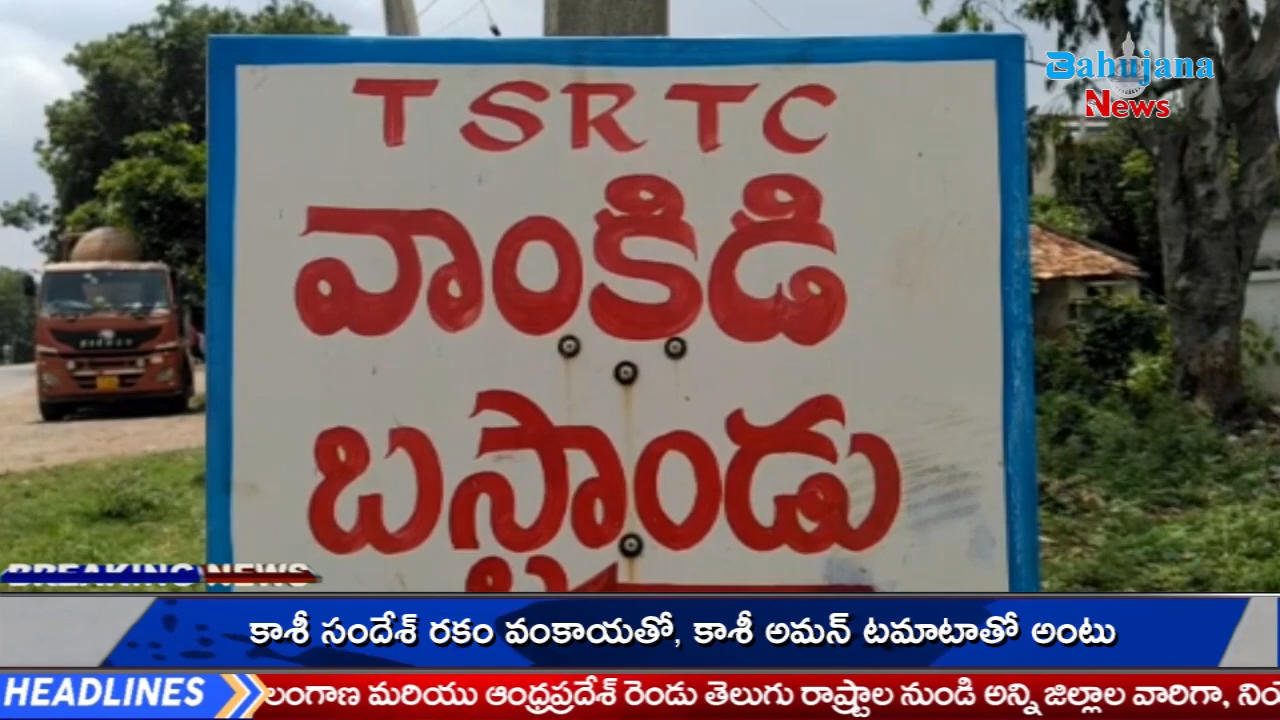 TSRTC
వాంకిడి
బస్టాండు
Bahujana
News
BREAKING NEWS
కాశీ సందేశ్ రకం వంకాయతో, కాశీ అమన్ టమాటాతో అంటు
HEADLINES
లంగాణ మరియు ఆంధ్రప్రదేశ్ రెండు తెలుగు రాష్ట్రాల నుండి అన్ని జిల్లాల వారిగా,